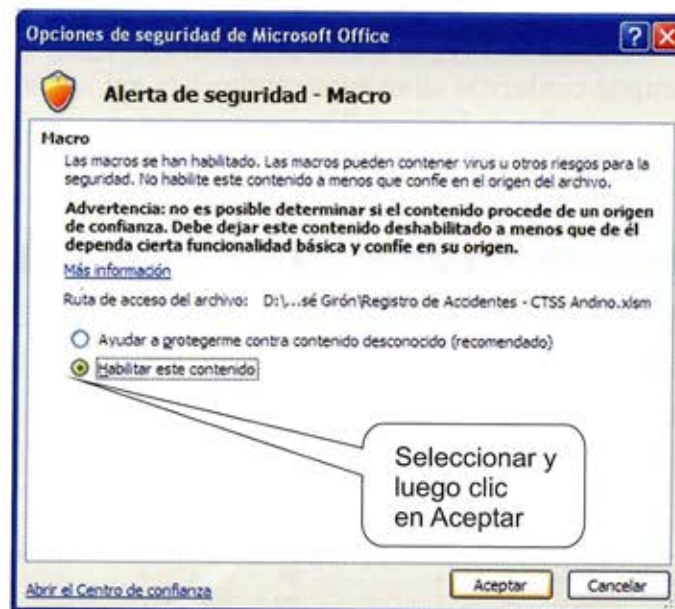 Opciones de seguridad de Microsoft Office
Alerta de seguridad - Macro
Macro
Las macros se han habilitado. Las macros pueden contener virus u otros riesgos para la
seguridad. No habilite este contenido a menos que confíe en el origen del archivo.
Advertencia: no es posible determinar si el contenido procede de un origen
de confianza. Debe dejar este contenido deshabilitado a menos que de él
dependa cierta funcionalidad básica y confíe en su origen.
Más información
Ruta de acceso del archivo: D:\...sé Girón\Registro de Accidentes - CTSS Andino.xlsm
Ayudar a protegerme contra contenido desconocido (recomendado)
Habilitar este contenido
Seleccionar y
luego clic
en Aceptar
Abrir el Centro de confianza
Aceptar
Cancelar